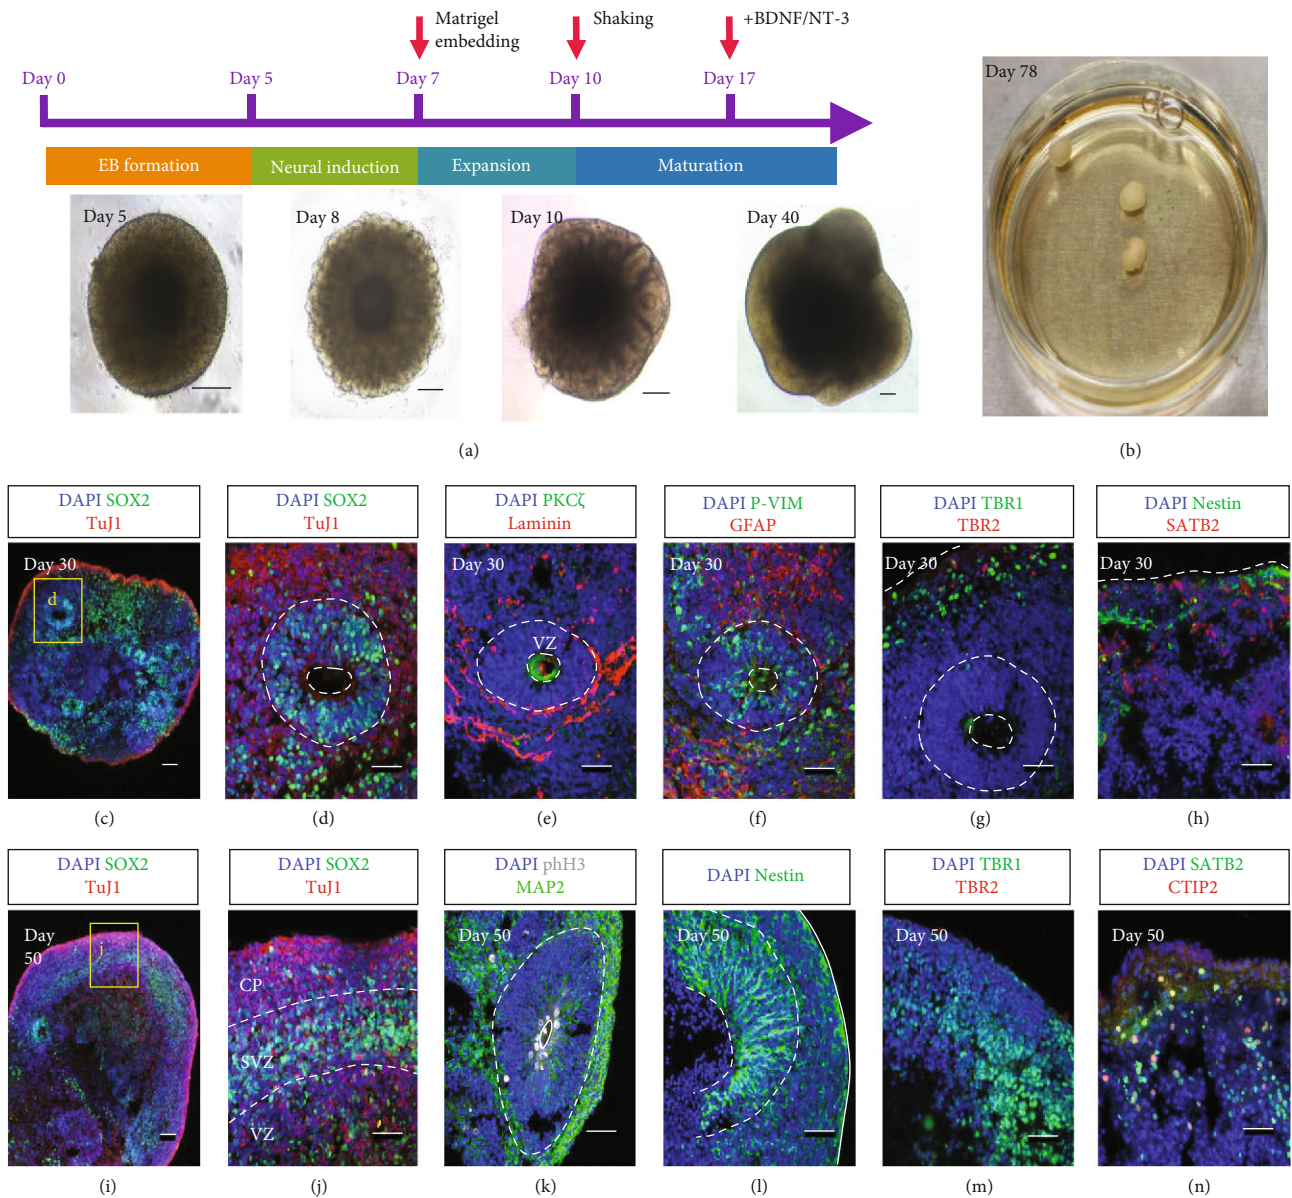 Matrigel
embedding
Shaking
+BDNF/NT-3
Day 0
Day 5
Day 7
Day 10
Day 17
EB formation
Neural induction
Expansion
Maturation
Day 5
Day 8
Day 10
Day 40
(a)
Day 78
(b)
DAPI SOX2
TuJ1
Day 30
d
(c)
DAPI SOX2
TuJ1
(d)
DAPI PKCζ
Laminin
Day 30
VZ
(e)
DAPI P-VIM
GFAP
Day 30
(f)
DAPI TBR1
TBR2
Day 30
(g)
DAPI Nestin
SATB2
Day 30
(h)
DAPI SOX2
TuJ1
Day
50
j
(i)
DAPI SOX2
TuJ1
CP
SVZ
VZ
(j)
DAPI phH3
MAP2
Day 50
(k)
DAPI Nestin
Day 50
(l)
DAPI TBR1
TBR2
Day 50
(m)
DAPI SATB2
CTIP2
Day 50
(n)